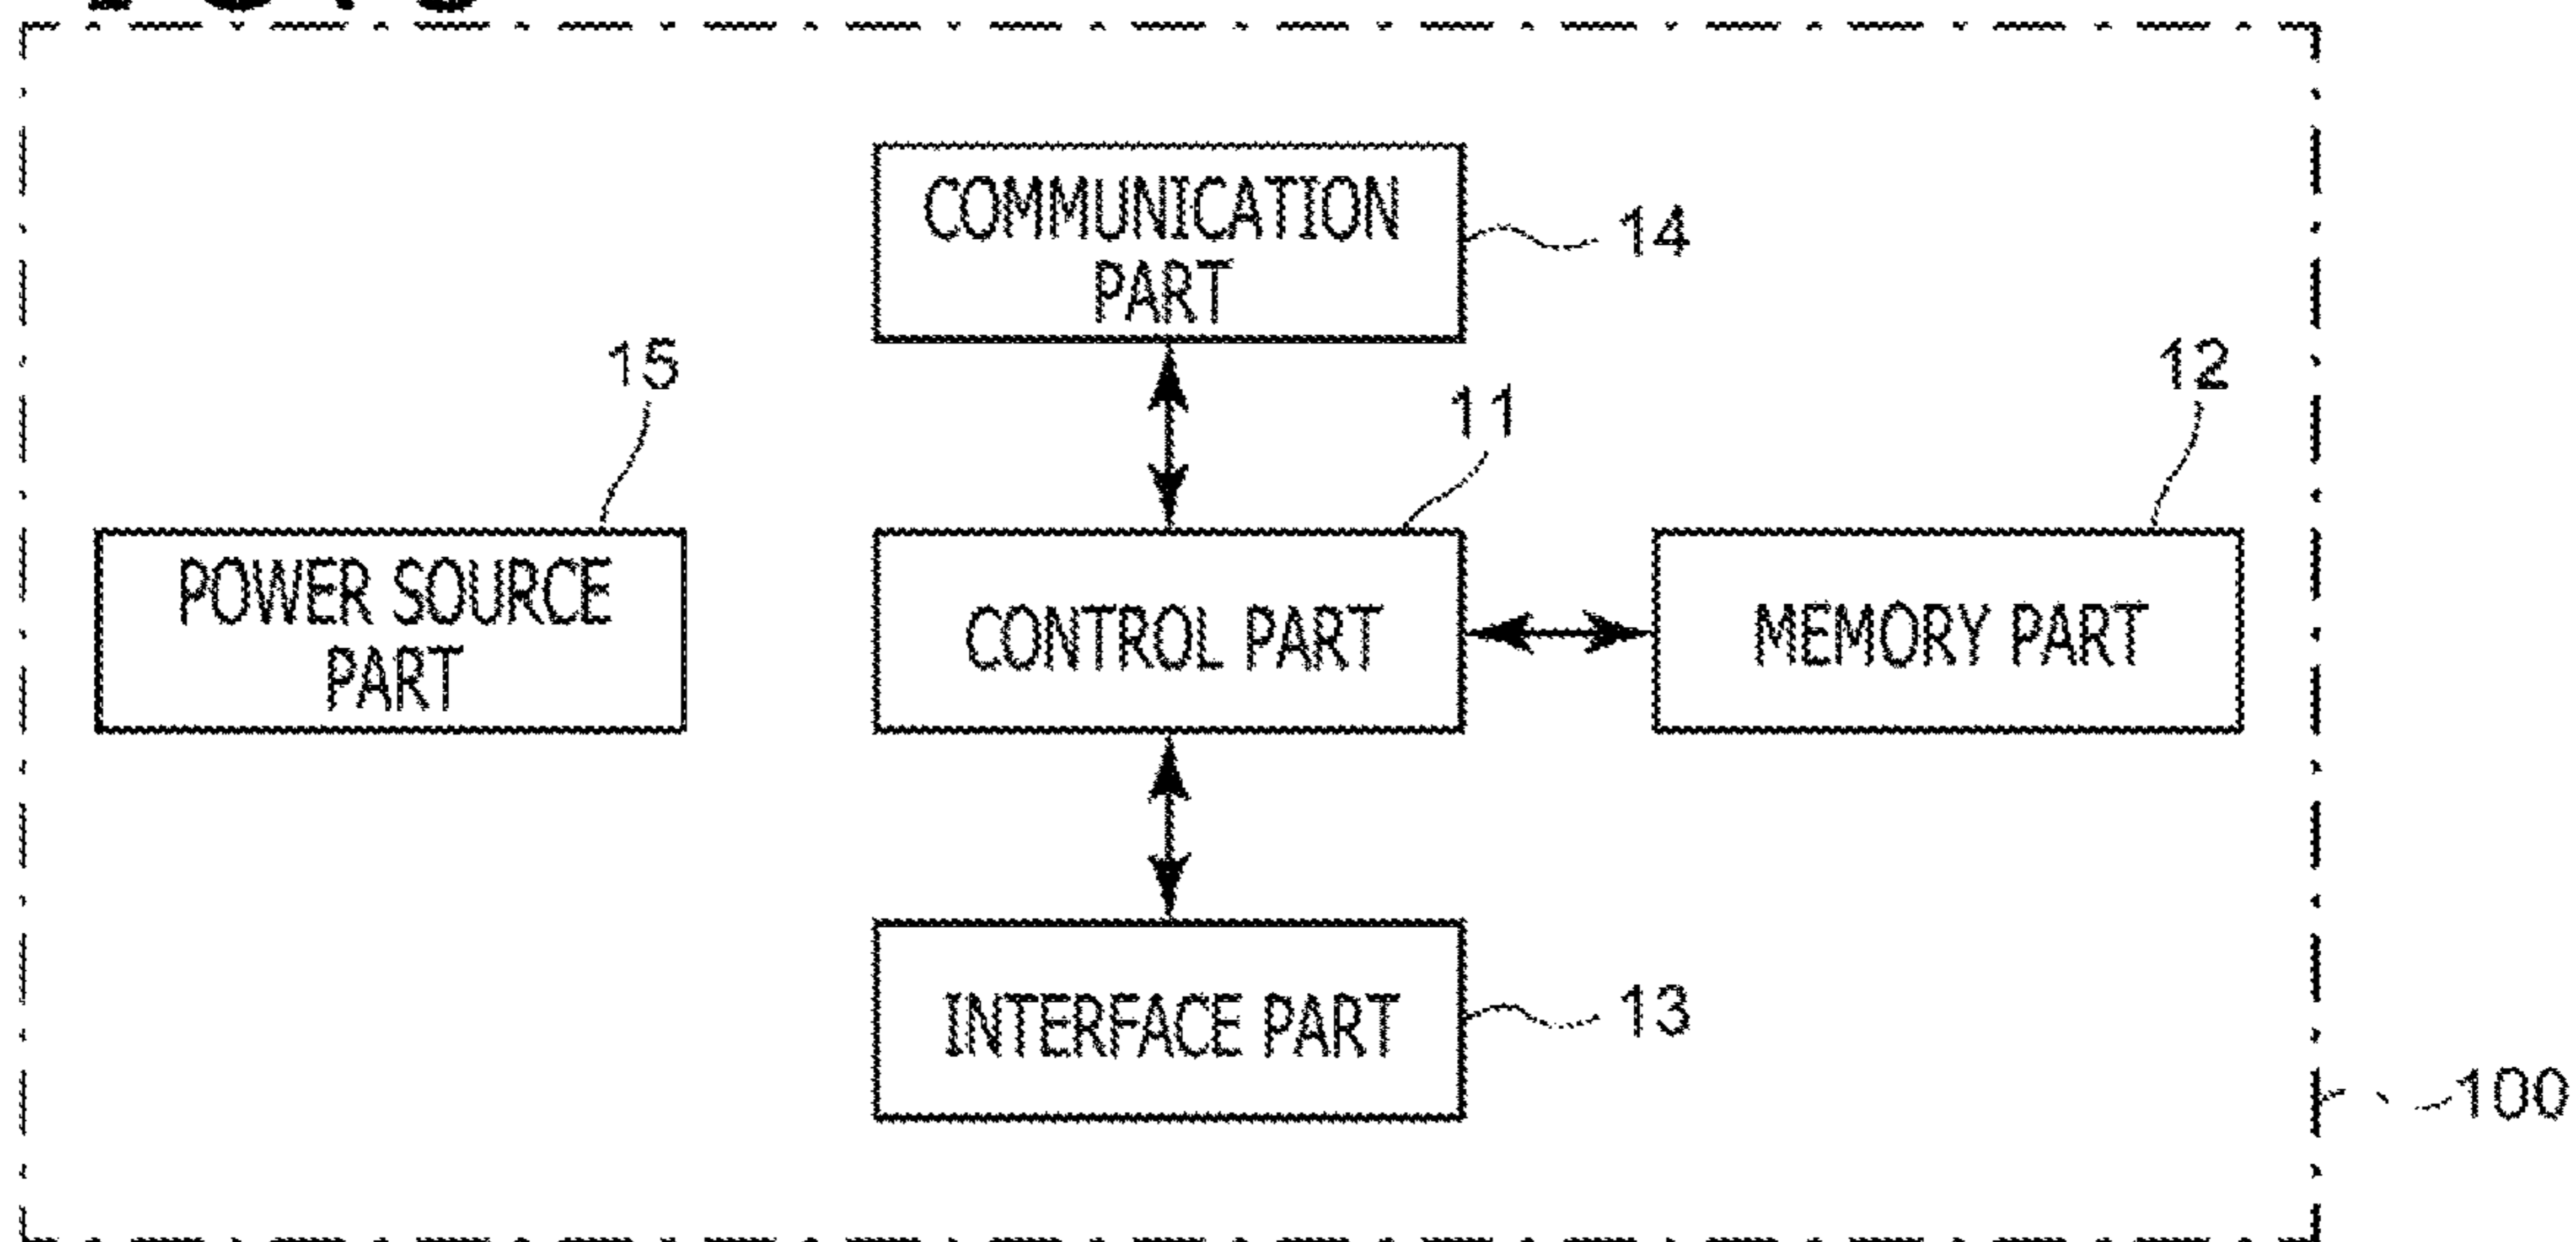 COMMUNICATION
PART
14
15
12
11
POWER SOURCE
PART
CONTROL PART
MEMORY PART
INTERFACE PART
13
100